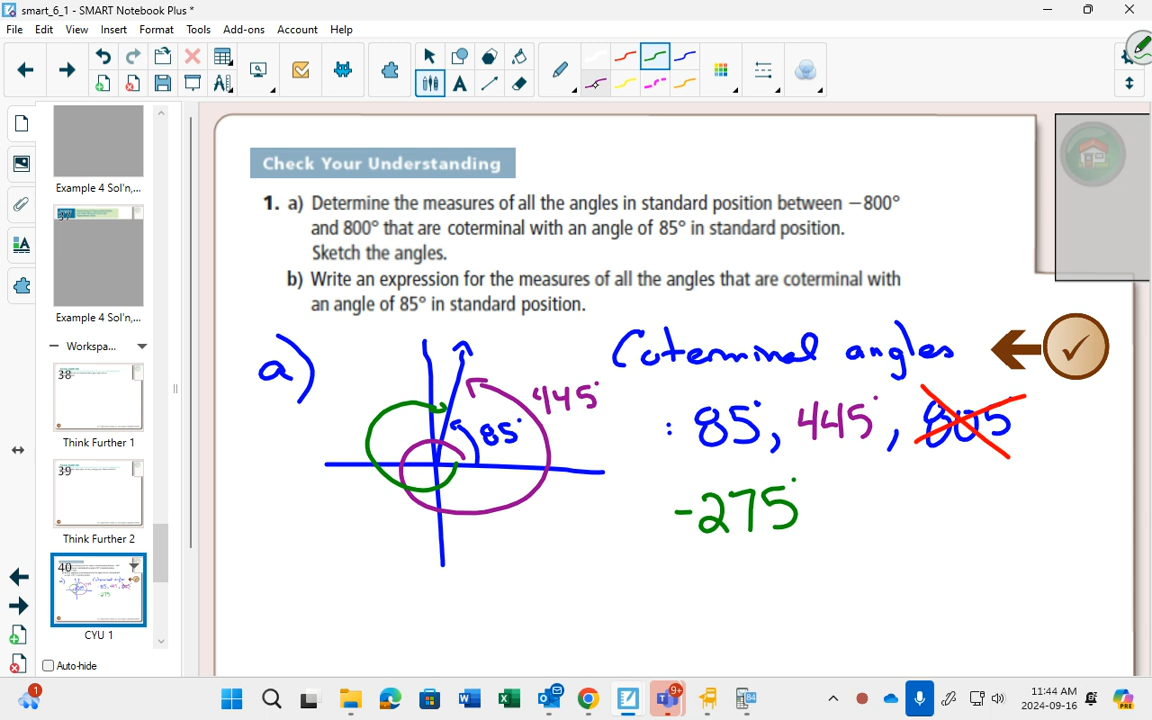 smart_6_1 - SMART Notebook Plus *
File Edit View Insert Format Tools Add-ons Account Help
Check Your Understanding
1. a) Determine the measures of all the angles in standard position between −800°
and 800° that are coterminal with an angle of 85° in standard position.
Sketch the angles.
b) Write an expression for the measures of all the angles that are coterminal with
an angle of 85° in standard position.
a)
Coterminal angles
445°
85°
: 85°, 445°, 805
-275°
Example 4 Sol'n,...
Example 4 Sol'n,...
Workspa...
38
Think Further 1
39
Think Further 2
40
CYU 1
Auto-hide
1
9+
11:44 AM
2024-09-16